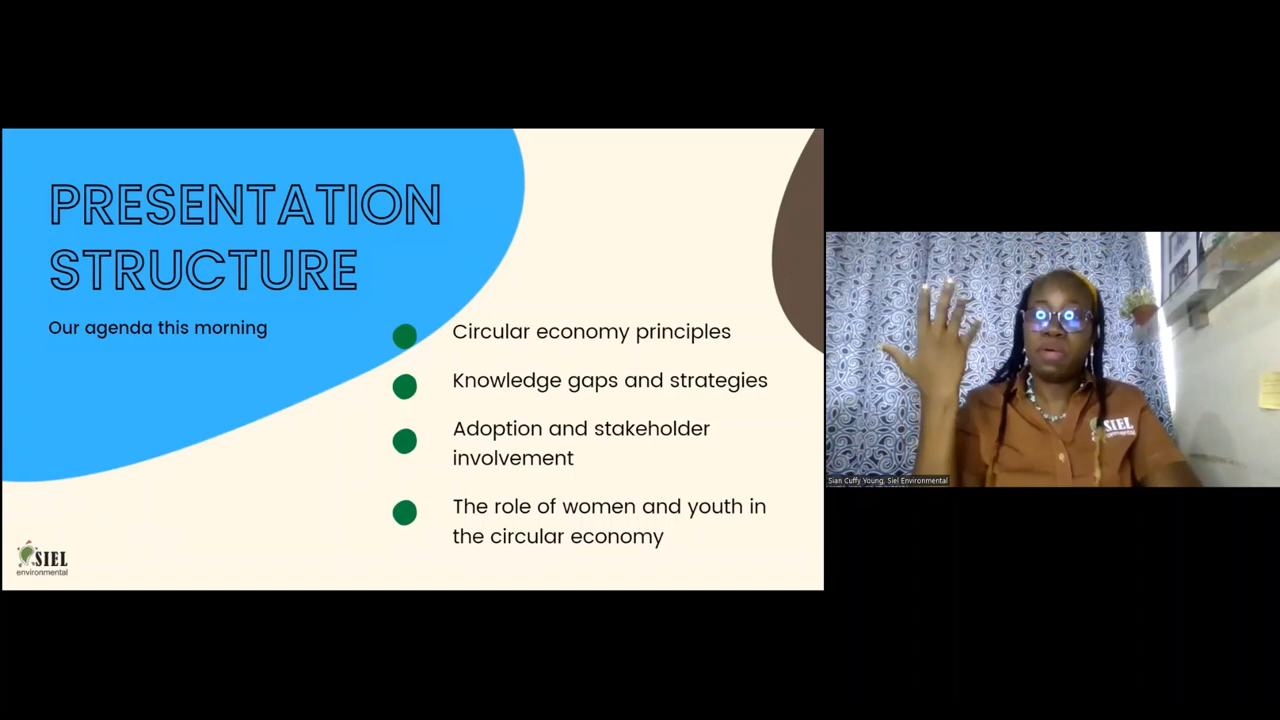 PRESENTATION
STRUCTURE
Our agenda this morning
Circular economy principles
Knowledge gaps and strategies
Adoption and stakeholder
involvement
The role of women and youth in
the circular economy
SIEL
environmental
SIEL
environmental
Sian Cuffy Young, Siel Environmental